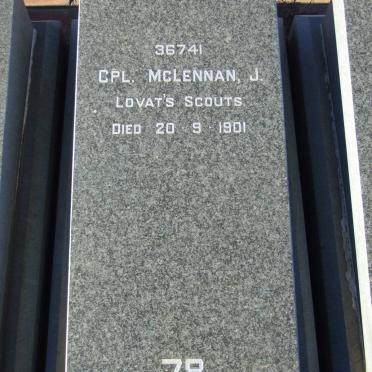 36741
CPL. MCLENNAN, J.
LOVAT'S SCOUTS
DIED 20 · 9 · 1901